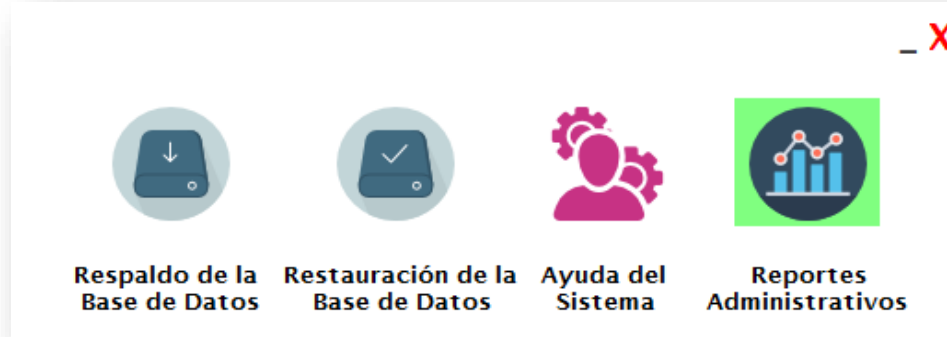 _ X
Respaldo de la
Base de Datos
Restauración de la
Base de Datos
Ayuda del
Sistema
Reportes
Administrativos